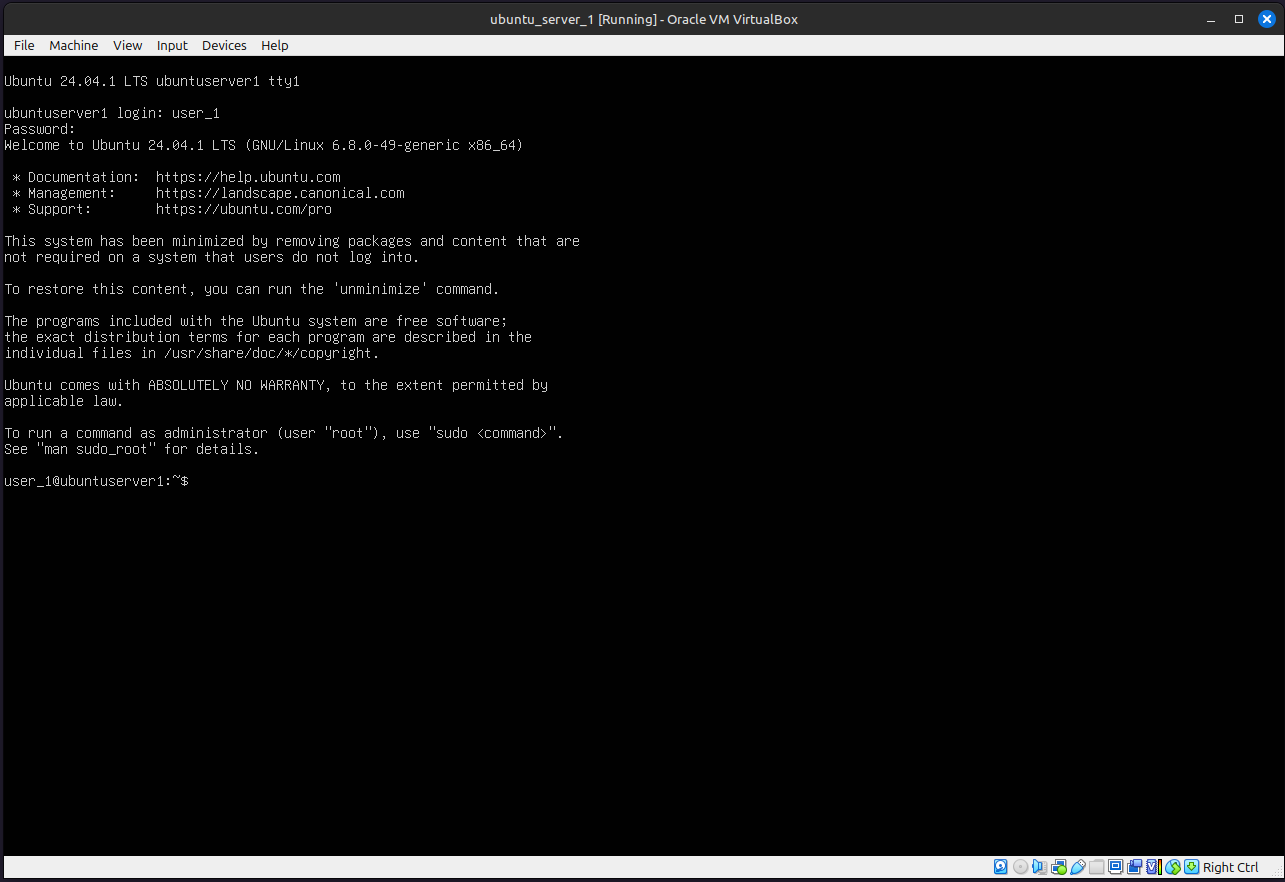 ubuntu_server_1 [Running] - Oracle VM VirtualBox
File Machine View Input Devices Help
Ubuntu 24.04.1 LTS ubuntuserver1 tty1
ubuntuserver1 login: user_1
Password:
Welcome to Ubuntu 24.04.1 LTS (GNU/Linux 6.8.0-49-generic x86_64)
* Documentation: https://help.ubuntu.com
* Management: https://landscape.canonical.com
* Support: https://ubuntu.com/pro
This system has been minimized by removing packages and content that are
not required on a system that users do not log into.
To restore this content, you can run the 'unminimize' command.
The programs included with the Ubuntu system are free software;
the exact distribution terms for each program are described in the
individual files in /usr/share/doc/*/copyright.
Ubuntu comes with ABSOLUTELY NO WARRANTY, to the extent permitted by
applicable law.
To run a command as administrator (user "root"), use "sudo <command>".
See "man sudo_root" for details.
user_1@ubuntuserver1:~$
Right Ctrl